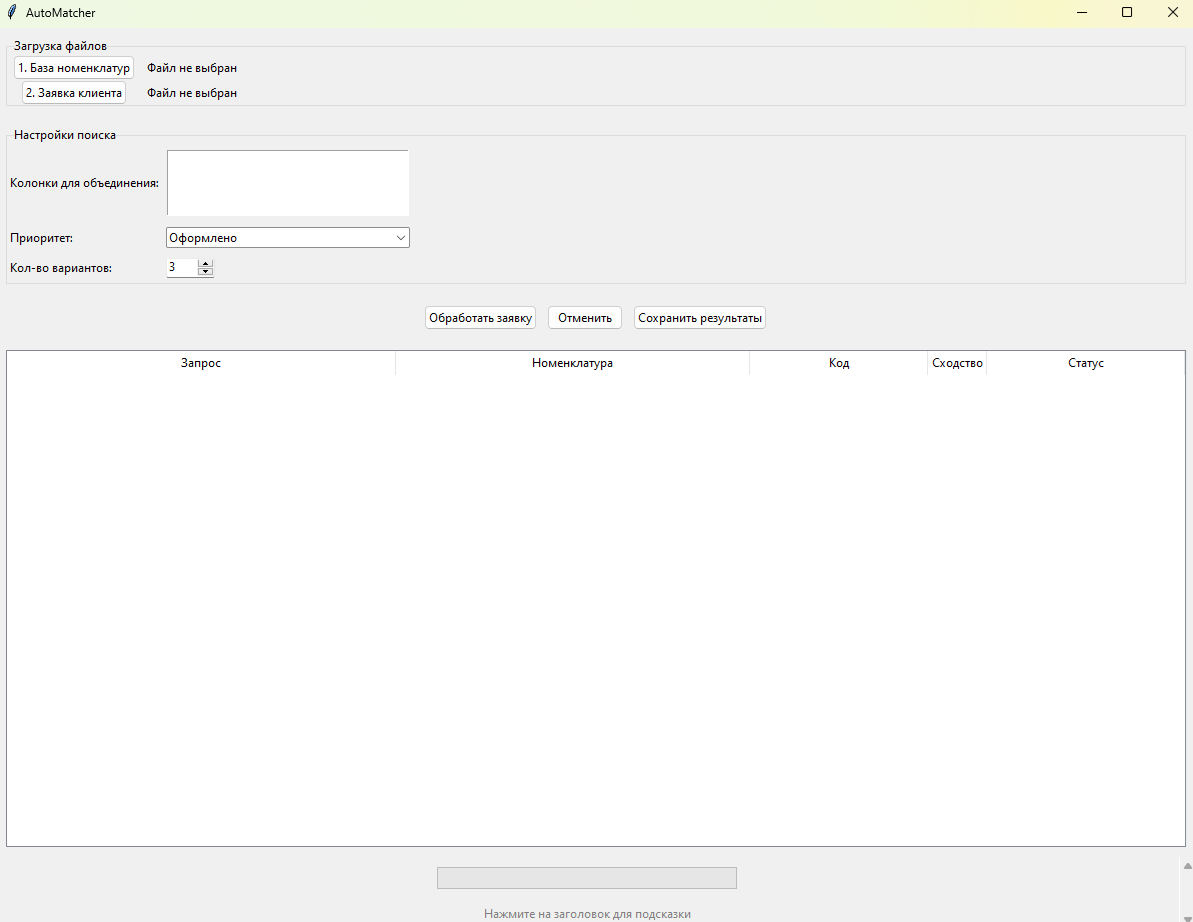 AutoMatcher
Загрузка файлов
1. База номенклатур Файл не выбран
2. Заявка клиента Файл не выбран
Настройки поиска
Колонки для объединения:
Приоритет: Оформлено
Кол-во вариантов: 3
Обработать заявку Отменить Сохранить результаты
Запрос Номенклатура Код Сходство Статус
Нажмите на заголовок для подсказки